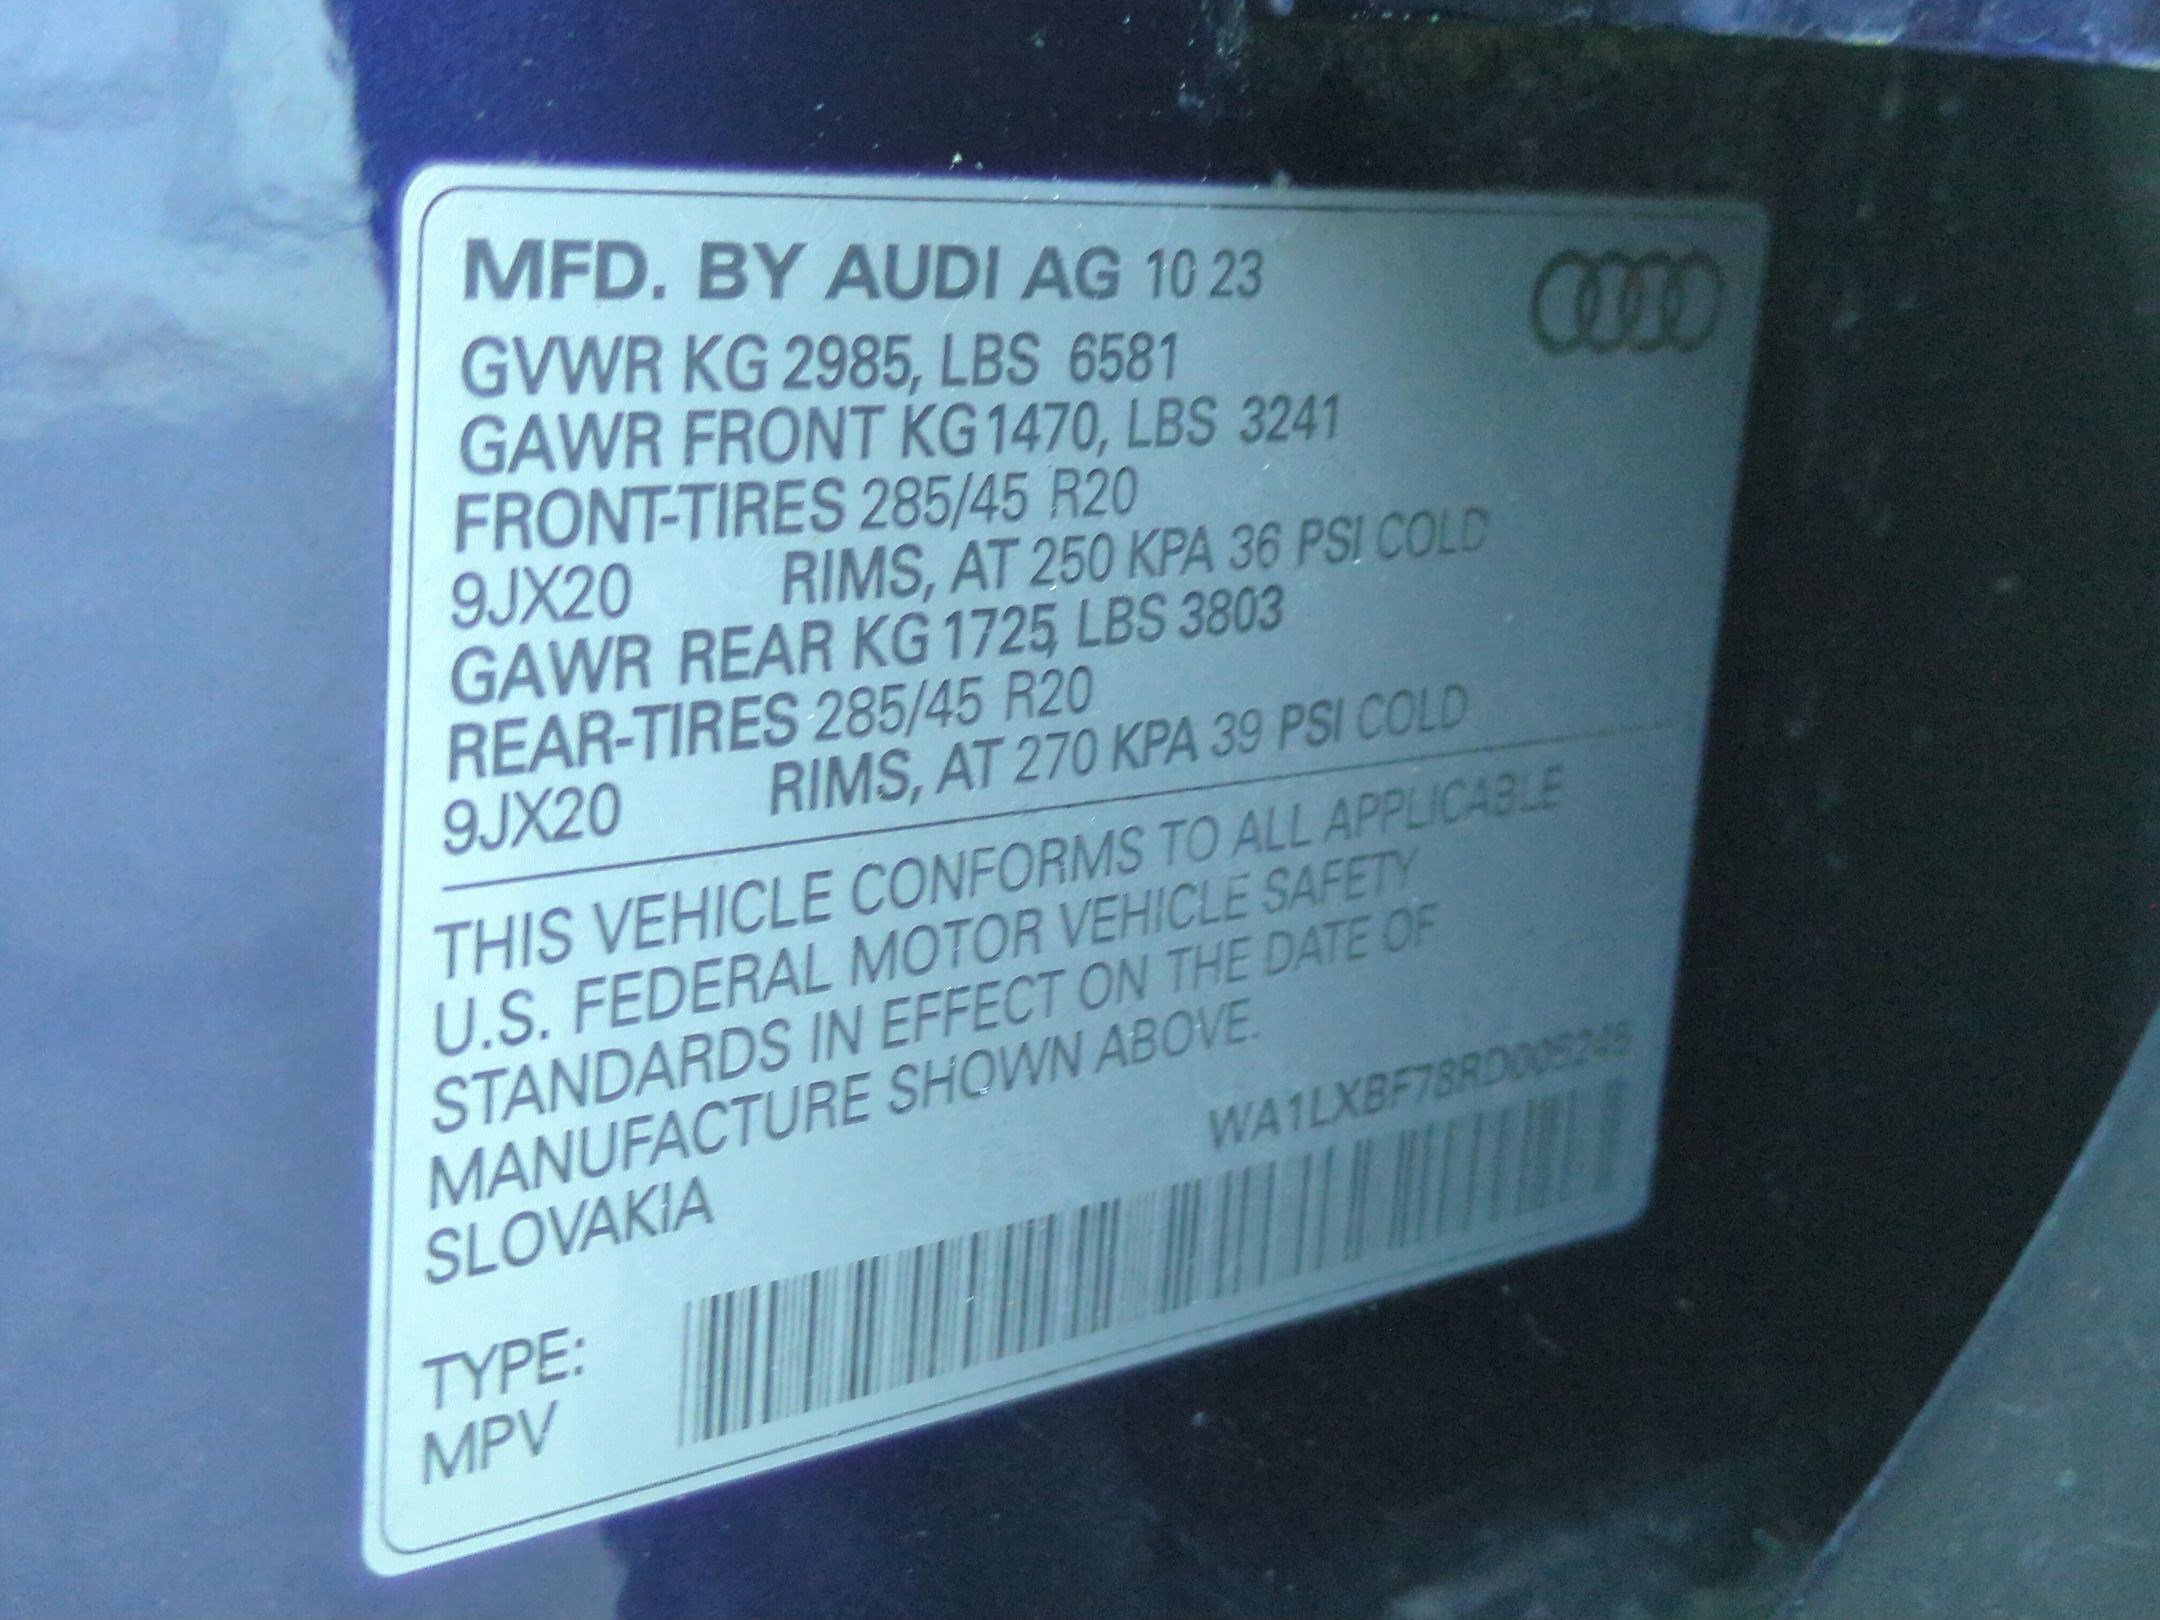 MFD. BY AUDI AG 10 23
GVWR KG 2985, LBS 6581
GAWR FRONT KG 1470, LBS 3241
FRONT-TIRES 285/45 R20
9JX20 RIMS, AT 250 KPA 36 PSI COLD
GAWR REAR KG 1725, LBS 3803
REAR-TIRES 285/45 R20
9JX20 RIMS, AT 270 KPA 39 PSI COLD
THIS VEHICLE CONFORMS TO ALL APPLICABLE
U.S. FEDERAL MOTOR VEHICLE SAFETY
STANDARDS IN EFFECT ON THE DATE OF
MANUFACTURE SHOWN ABOVE.
SLOVAKIA
WA1LXBF78RD005245
TYPE:
MPV